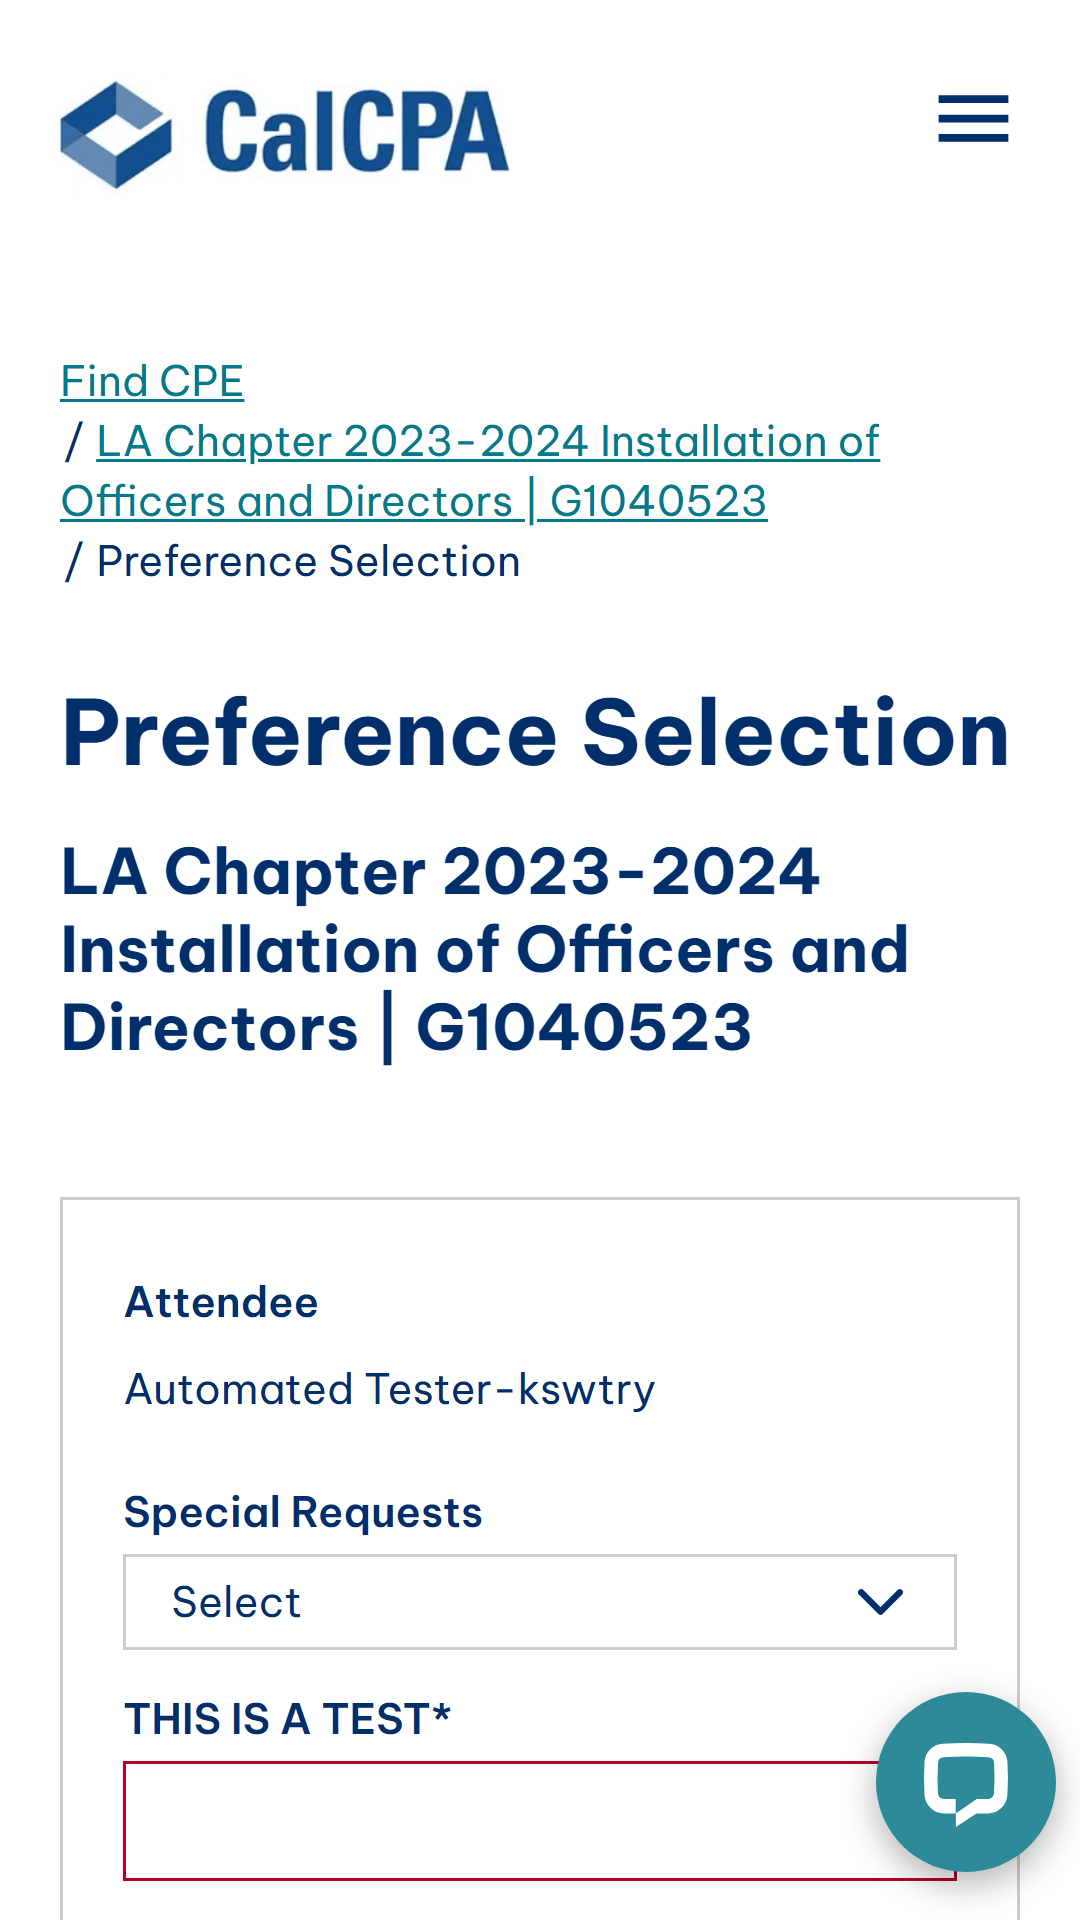 CalCPA
Find CPE
/ LA Chapter 2023-2024 Installation of
Officers and Directors | G1040523
/ Preference Selection
Preference Selection
LA Chapter 2023-2024
Installation of Officers and
Directors | G1040523
Attendee
Automated Tester-kswtry
Special Requests
Select
THIS IS A TEST*